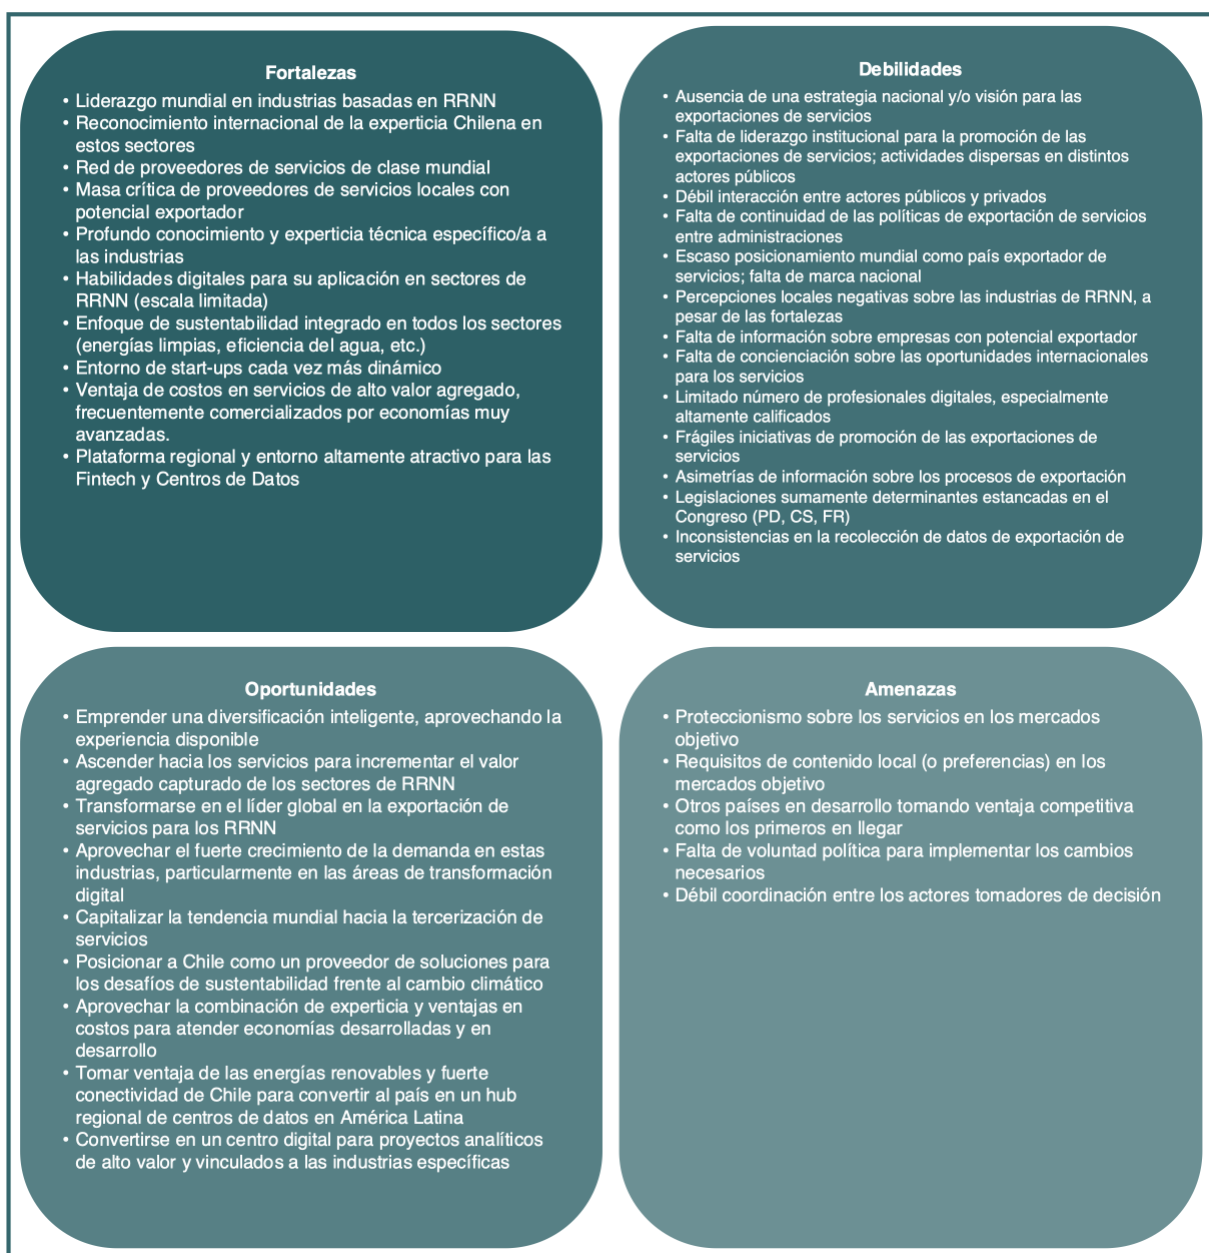 Fortalezas
• Liderazgo mundial en industrias basadas en RRNN
• Reconocimiento internacional de la experticia Chilena en
estos sectores
• Red de proveedores de servicios de clase mundial
• Masa crítica de proveedores de servicios locales con
potencial exportador
• Profundo conocimiento y experticia técnica específico/a a
las industrias
• Habilidades digitales para su aplicación en sectores de
RRNN (escala limitada)
• Enfoque de sustentabilidad integrado en todos los sectores
(energías limpias, eficiencia del agua, etc.)
• Entorno de start-ups cada vez más dinámico
• Ventaja de costos en servicios de alto valor agregado,
frecuentemente comercializados por economías muy
avanzadas.
• Plataforma regional y entorno altamente atractivo para las
Fintech y Centros de Datos
Debilidades
• Ausencia de una estrategia nacional y/o visión para las
exportaciones de servicios
• Falta de liderazgo institucional para la promoción de las
exportaciones de servicios; actividades dispersas en distintos
actores públicos
• Débil interacción entre actores públicos y privados
• Falta de continuidad de las políticas de exportación de servicios
entre administraciones
• Escaso posicionamiento mundial como país exportador de
servicios; falta de marca nacional
• Percepciones locales negativas sobre las industrias de RRNN, a
pesar de las fortalezas
• Falta de información sobre empresas con potencial exportador
• Falta de concienciación sobre las oportunidades internacionales
para los servicios
• Limitado número de profesionales digitales, especialmente
altamente calificados
• Frágiles iniciativas de promoción de las exportaciones de
servicios
• Asimetrías de información sobre los procesos de exportación
• Legislaciones sumamente determinantes estancadas en el
Congreso (PD, CS, FR)
• Inconsistencias en la recolección de datos de exportación de
servicios
Oportunidades
• Emprender una diversificación inteligente, aprovechando la
experiencia disponible
• Ascender hacia los servicios para incrementar el valor
agregado capturado de los sectores de RRNN
• Transformarse en el líder global en la exportación de
servicios para los RRNN
• Aprovechar el fuerte crecimiento de la demanda en estas
industrias, particularmente en las áreas de transformación
digital
• Capitalizar la tendencia mundial hacia la tercerización de
servicios
• Posicionar a Chile como un proveedor de soluciones para
los desafíos de sustentabilidad frente al cambio climático
• Aprovechar la combinación de experticia y ventajas en
costos para atender economías desarrolladas y en
desarrollo
• Tomar ventaja de las energías renovables y fuerte
conectividad de Chile para convertir al país en un hub
regional de centros de datos en América Latina
• Convertirse en un centro digital para proyectos analíticos
de alto valor y vinculados a las industrias específicas
Amenazas
• Proteccionismo sobre los servicios en los mercados
objetivo
• Requisitos de contenido local (o preferencias) en los
mercados objetivo
• Otros países en desarrollo tomando ventaja competitiva
como los primeros en llegar
• Falta de voluntad política para implementar los cambios
necesarios
• Débil coordinación entre los actores tomadores de decisión